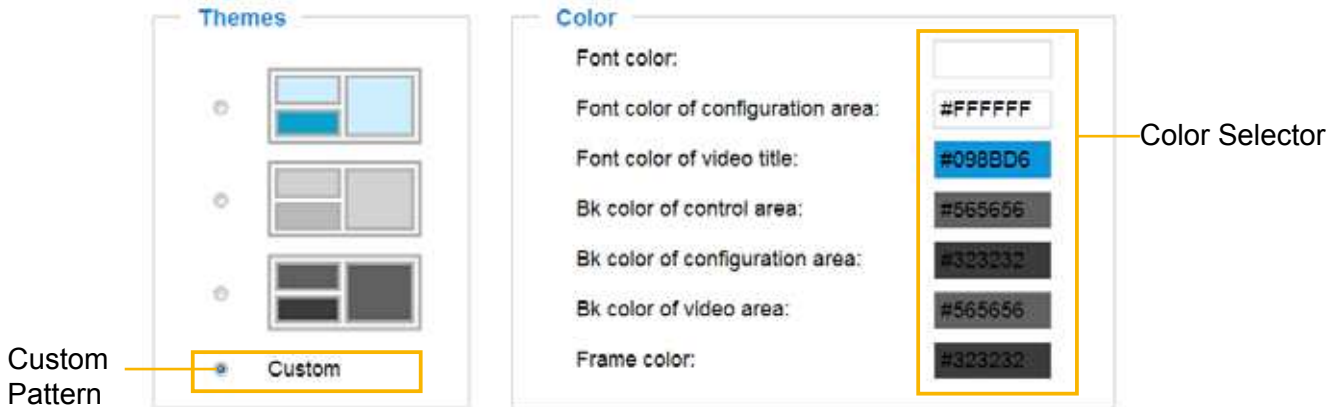 Themes
Color
Font color:
Font color of configuration area: #FFFFFF
Font color of video title: #098BD6
Bk color of control area: #565656
Bk color of configuration area: #323232
Bk color of video area: #565656
Frame color: #323232
Color Selector
Custom
Pattern
Custom